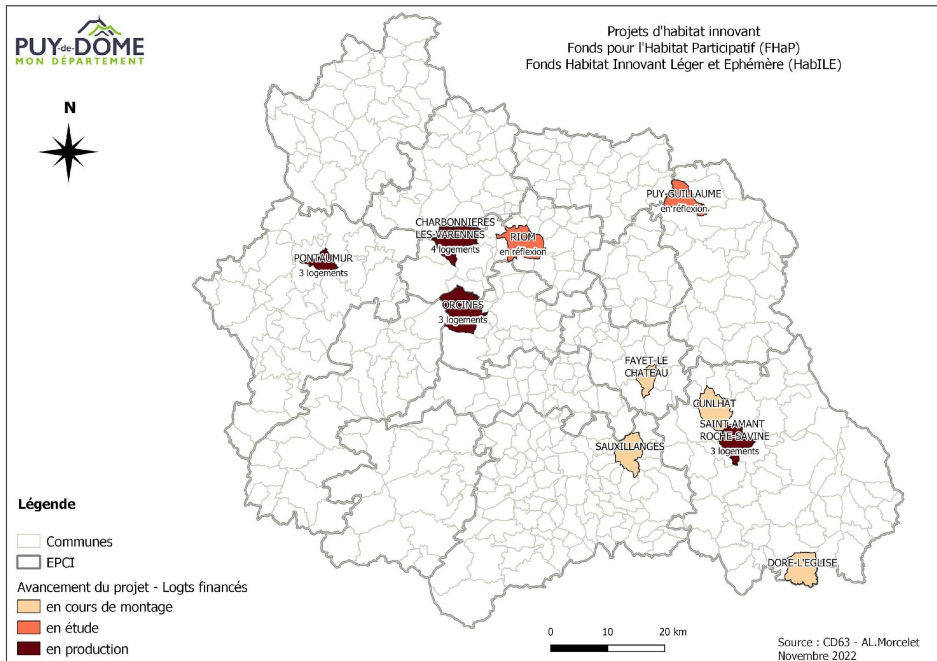 PUY-de-DÔME
MON DÉPARTEMENT
Projets d'habitat innovant
Fonds pour l'Habitat Participatif (FHaP)
Fonds Habitat Innovant Léger et Ephémère (HabILE)
N
PUY-GUILLAUME
en réflexion
CHARBONNIERES
LES-VARENNES
4 logements
RIOM
en réflexion
PONTAUMUR
3 logements
ORCINES
3 logements
FAYET-LE
CHATEAU
CUNLHAT
SAINT-AMANT
ROCHE-SAVINE
3 logements
SAUXILLANGES
DORE-L'EGLISE
Légende
Communes
EPCI
Avancement du projet - Logts financés
en cours de montage
en étude
en production
0 10 20 km
Source : CD63 - AL.Morcelet
Novembre 2022